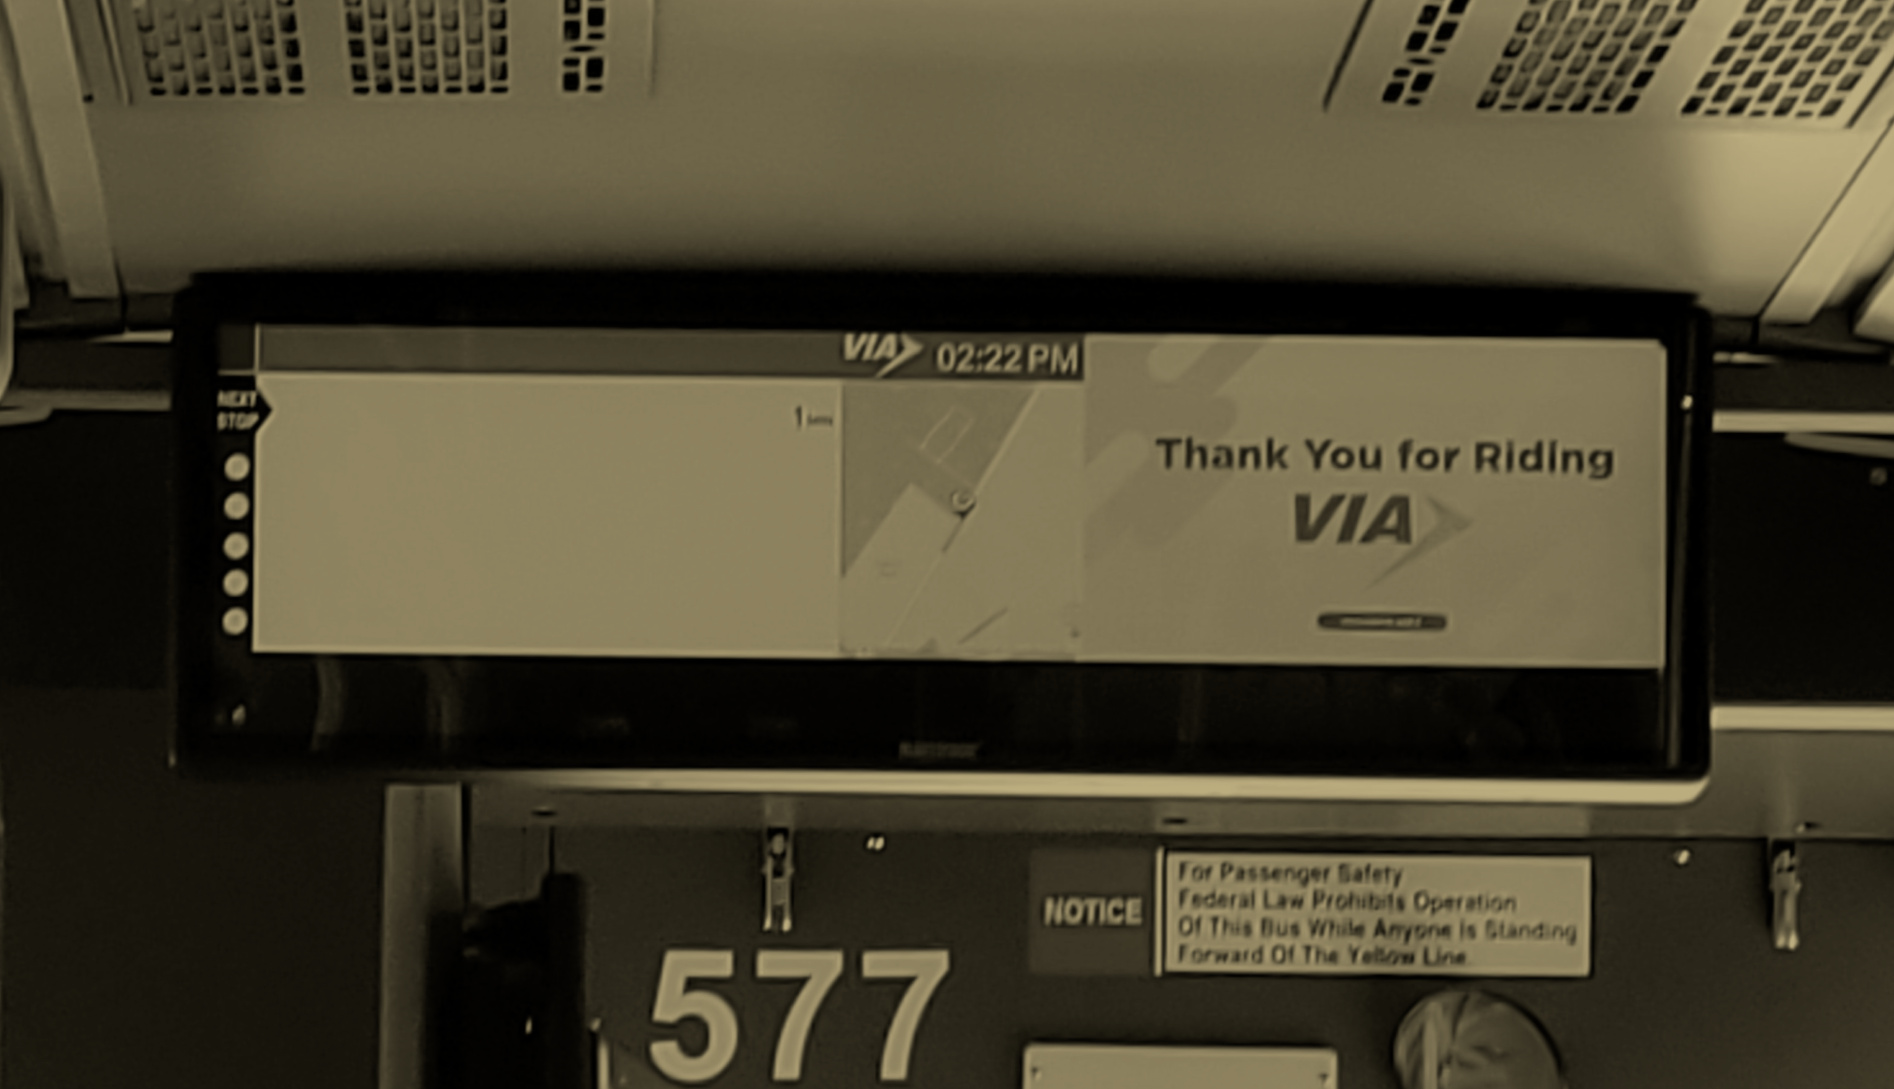 VIA 02:22 PM
NEXT
STOP
1
Thank You for Riding
VIA
NOTICE
For Passenger Safety
Federal Law Prohibits Operation
Of This Bus While Anyone Is Standing
Forward Of The Yellow Line
577